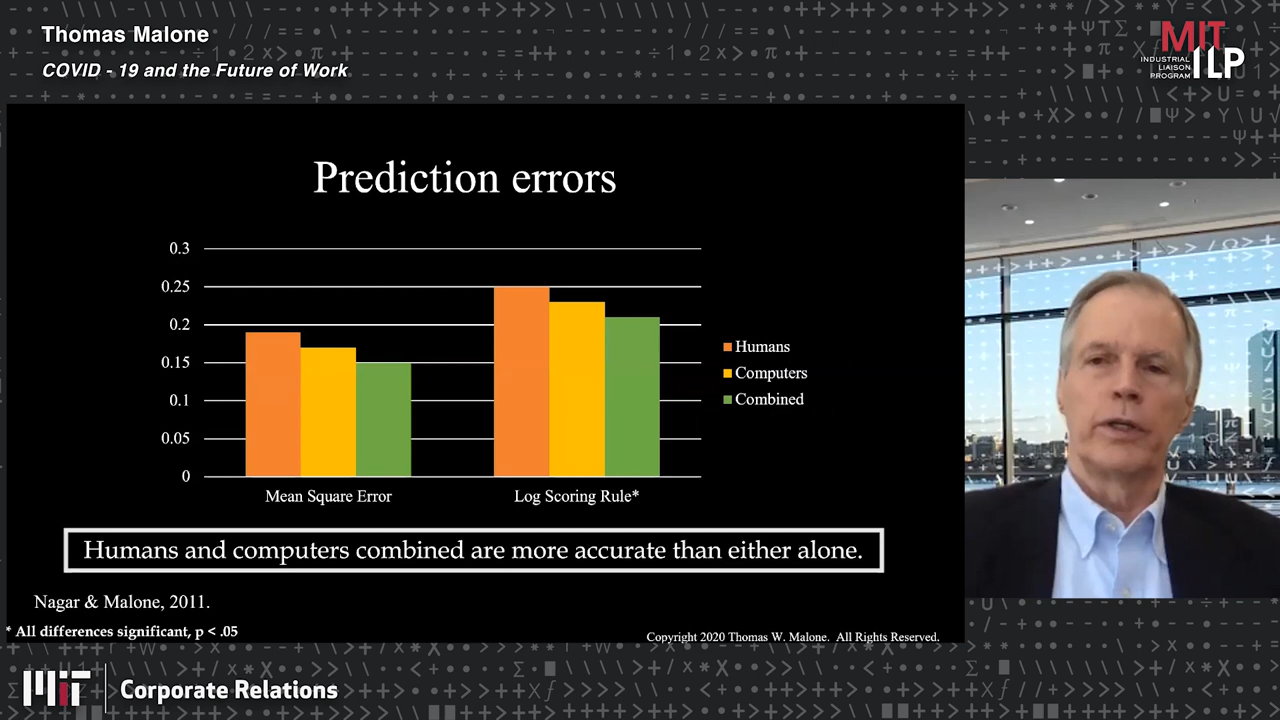 Thomas Malone
COVID - 19 and the Future of Work
MIT
INDUSTRIAL
LIAISON
PROGRAM
ILP
Prediction errors
0.3
0.25
0.2
0.15
0.1
0.05
0
Humans
Computers
Combined
Mean Square Error
Log Scoring Rule*
Humans and computers combined are more accurate than either alone.
Nagar & Malone, 2011.
* All differences significant, p < .05
Copyright 2020 Thomas W. Malone. All Rights Reserved.
MIT
Corporate Relations